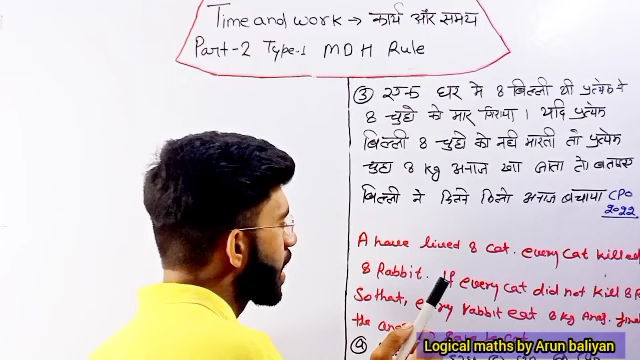 Time and work → कार्य और समय
Part-2 Type-1 MDH Rule
③ एक घर मे 8 बिल्ली थी प्रत्येक ने
8 चुहो को मार गिराया। यदि प्रत्येक
बिल्ली 8 चुहो को नही मारती तो प्रत्येक
चुहा 8 kg अनाज खा जाता तो बताइए
बिल्ली ने कितने किलो अनाज बचाया CPO
2022
A have lived 8 cat. every cat killed
8 Rabbit. If every cat did not kill 8
So that, every rabbit eat 8 kg
the
Logical maths by Arun baliyan